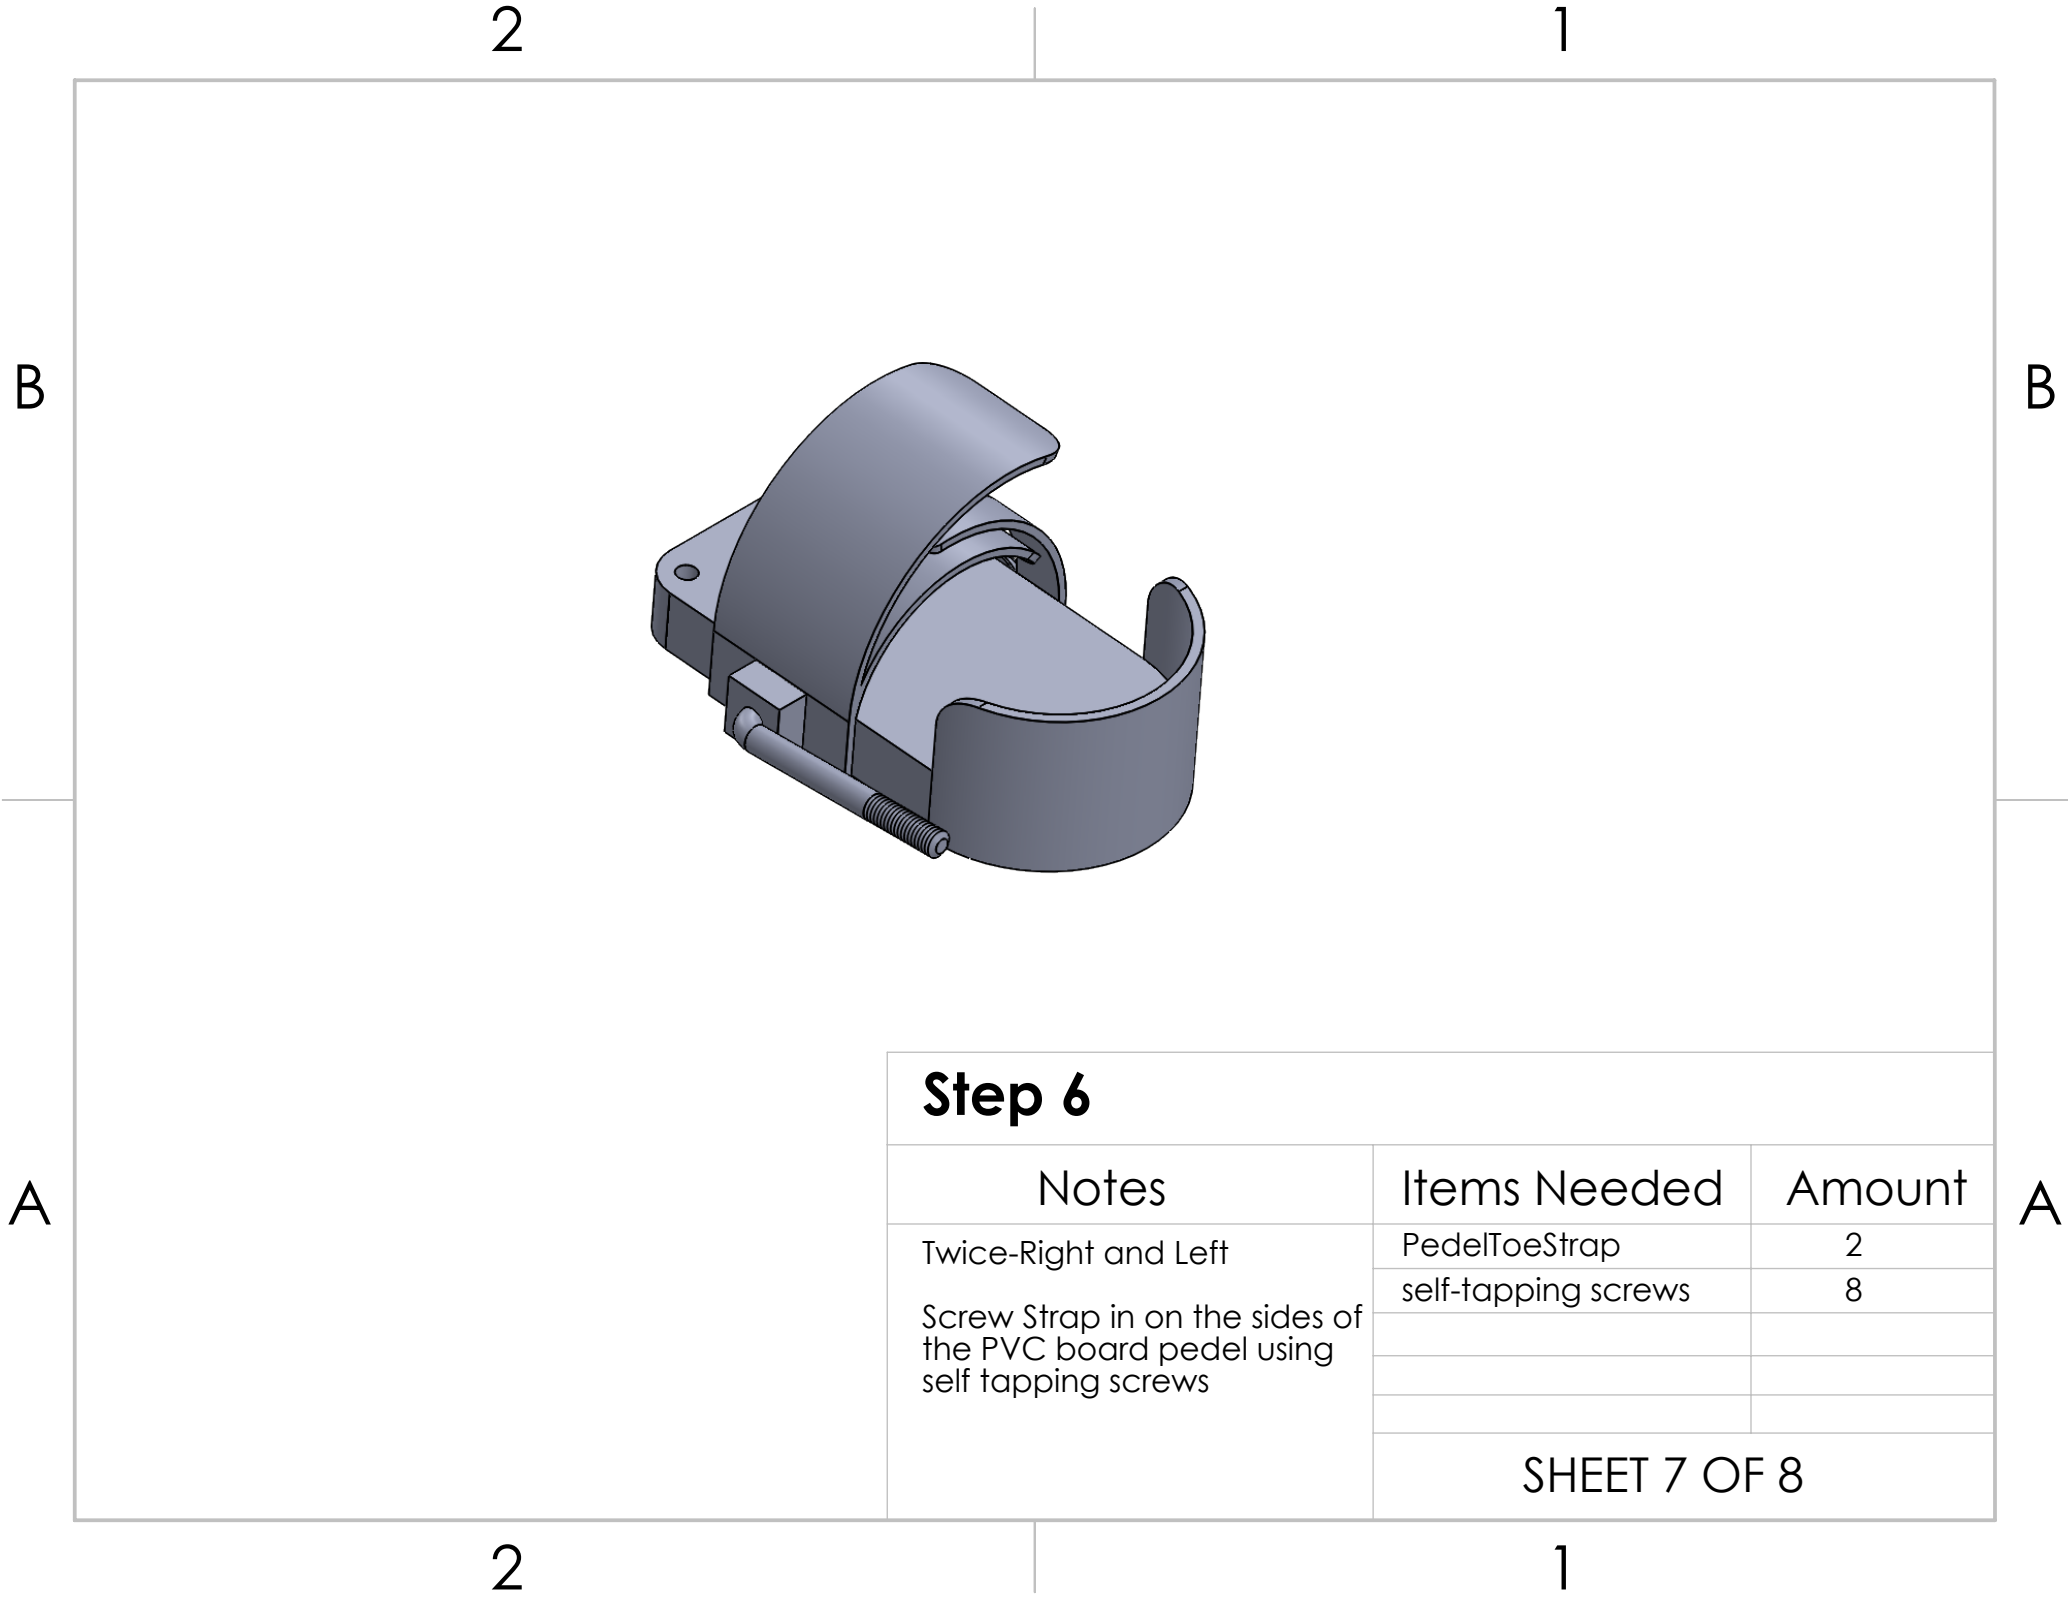 2 1
B B
A A
Step 6
Notes Items Needed Amount
Twice-Right and Left
Screw Strap in on the sides of
the PVC board pedel using
self tapping screws
PedelToeStrap 2
self-tapping screws 8
SHEET 7 OF 8
2 1